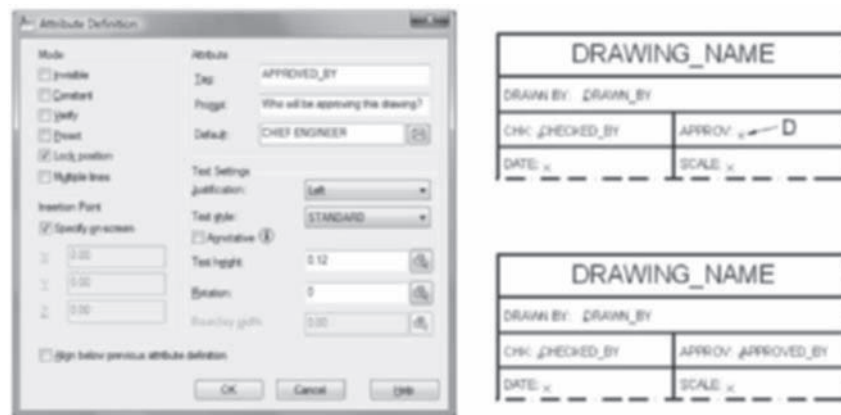 Attribute Definition
Mode
Invisible
Constant
Verify
Preset
Lock position
Multiple lines
Insertion Point
Specify on-screen
X: 0.00
Y: 0.00
Z: 0.00
Align below previous attribute definition
Attribute
Tag: APPROVED_BY
Prompt: Who will be approving this drawing?
Default: CHIEF ENGINEER
Text Settings
Justification: Left
Text style: STANDARD
Annotative
Text height: 0.12
Rotation: 0
Boundary width: 0.00
OK Cancel Help
DRAWING_NAME
DRAWN BY: DRAWN_BY
CHK: CHECKED_BY APPROV: x D
DATE: x SCALE: x
DRAWING_NAME
DRAWN BY: DRAWN_BY
CHK: CHECKED_BY APPROV: APPROVED_BY
DATE: x SCALE: x